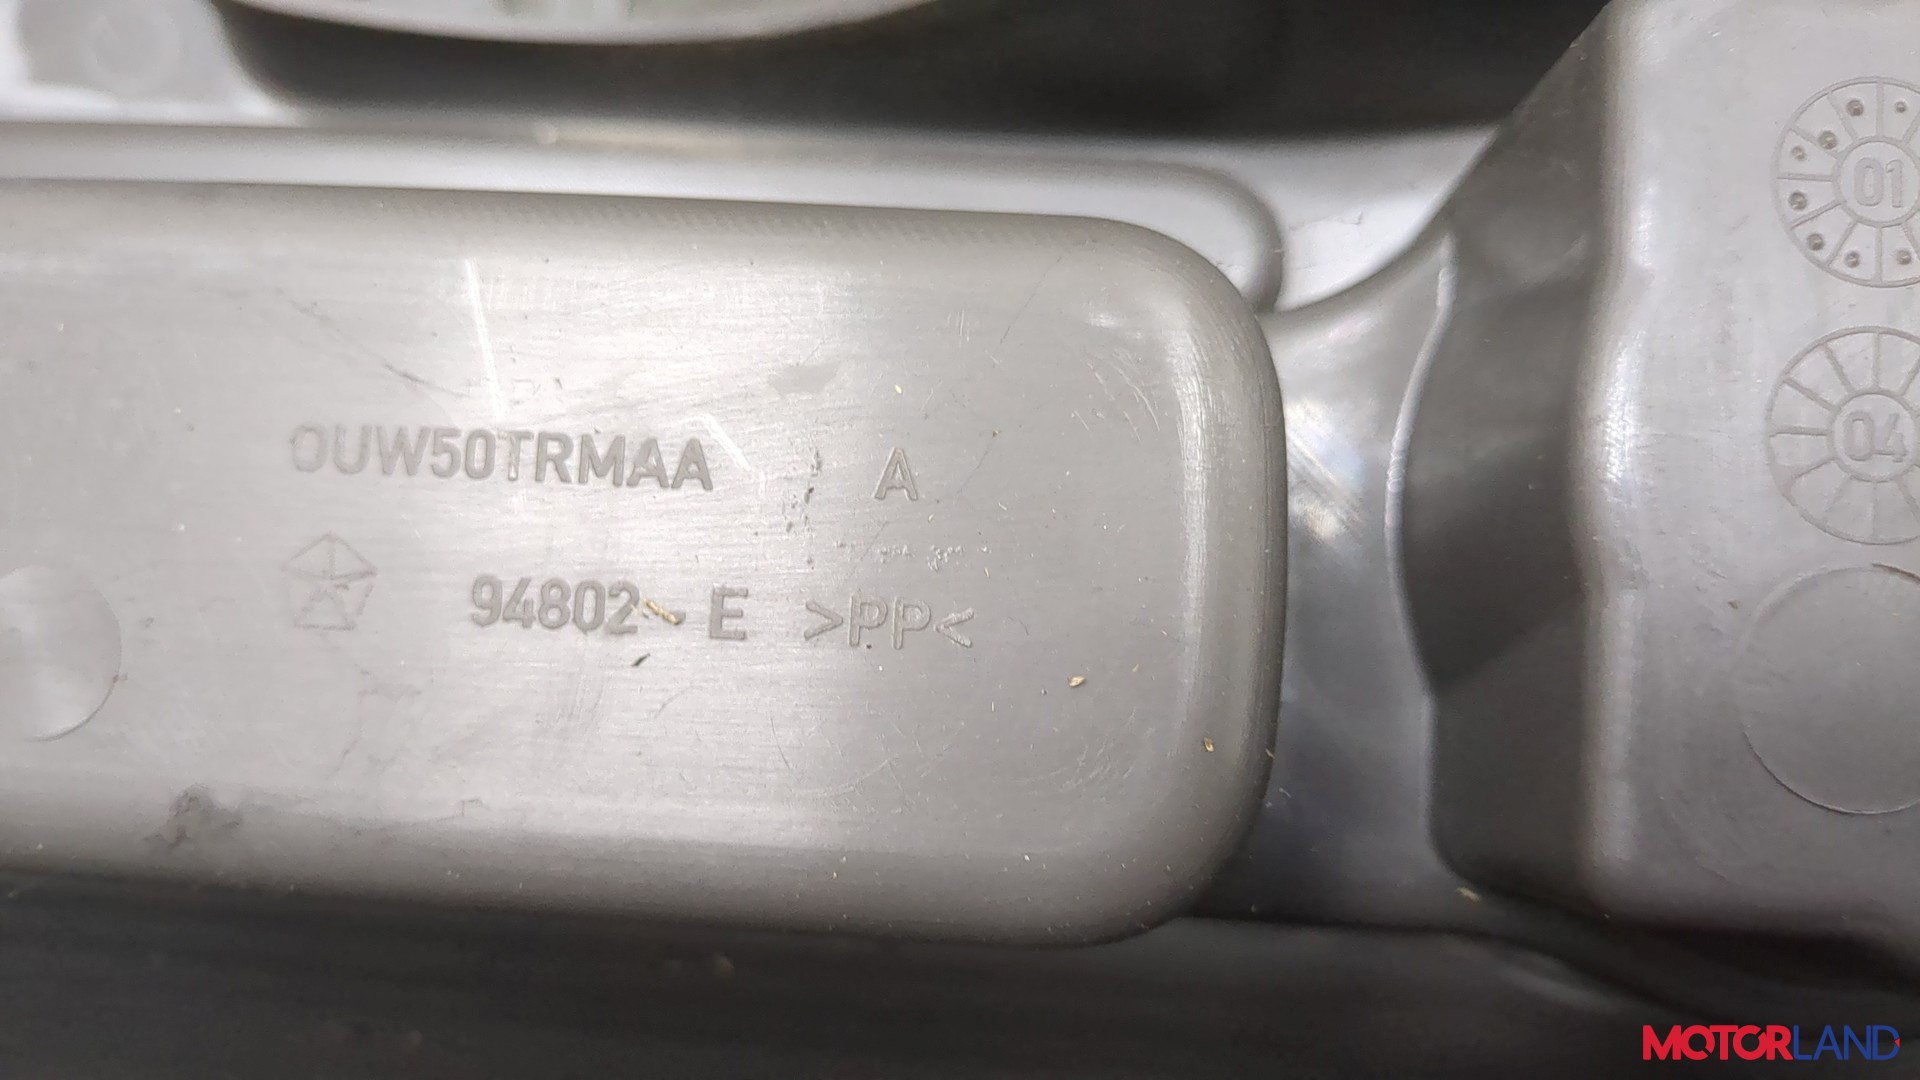 01
04
0UW50TRMAA A
94802 - E >PP<
MOTORLAND